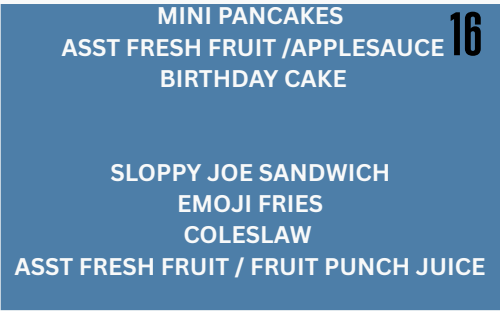 MINI PANCAKES
16
ASST FRESH FRUIT /APPLESAUCE
BIRTHDAY CAKE
SLOPPY JOE SANDWICH
EMOJI FRIES
COLESLAW
ASST FRESH FRUIT / FRUIT PUNCH JUICE